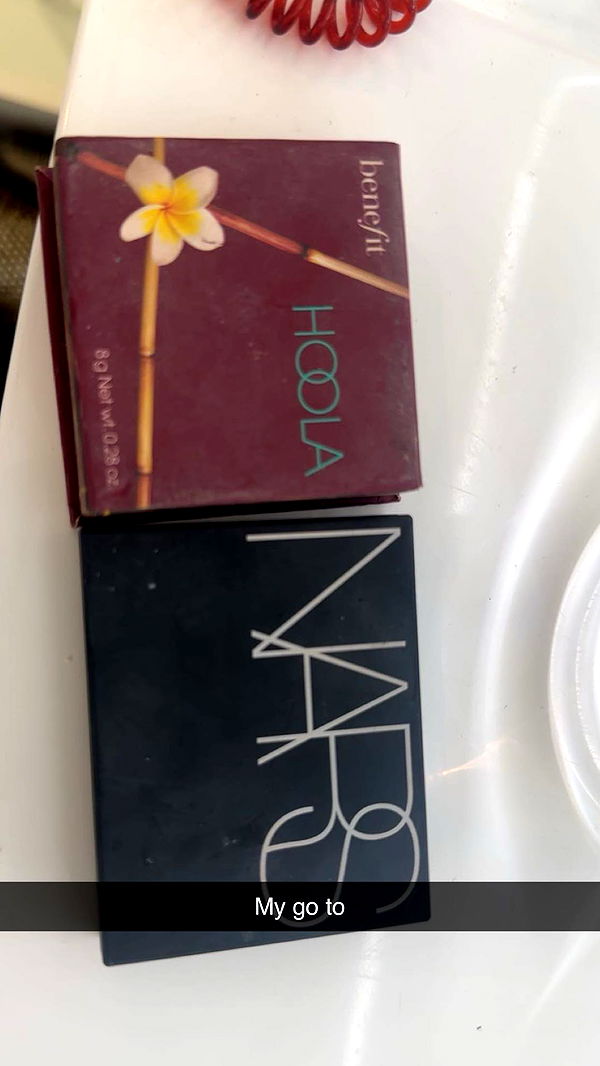 benefit
HOOLA
8g Net wt. 0.28 oz
NARS
My go to